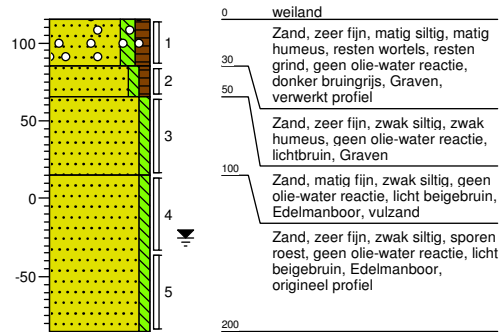 0 weiland
Zand, zeer fijn, matig siltig, matig
humeus, resten wortels, resten
grind, geen olie-water reactie,
donker bruingrijs, Graven,
verwerkt profiel
30
50
Zand, zeer fijn, zwak siltig, zwak
humeus, geen olie-water reactie,
lichtbruin, Graven
100
Zand, matig fijn, zwak siltig, geen
olie-water reactie, licht beigebruin,
Edelmanboor, vulzand
Zand, zeer fijn, zwak siltig, sporen
roest, geen olie-water reactie, licht
beigebruin, Edelmanboor,
origineel profiel
200
100
50
0
-50
1
2
3
4
5